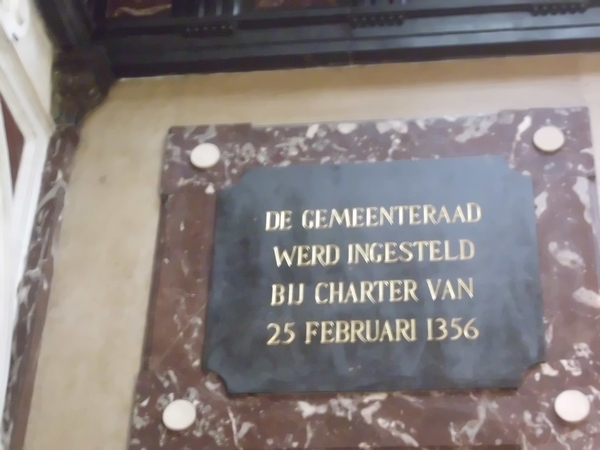 DE GEMEENTERAAD
WERD INGESTELD
BIJ CHARTER VAN
25 FEBRUARI 1356